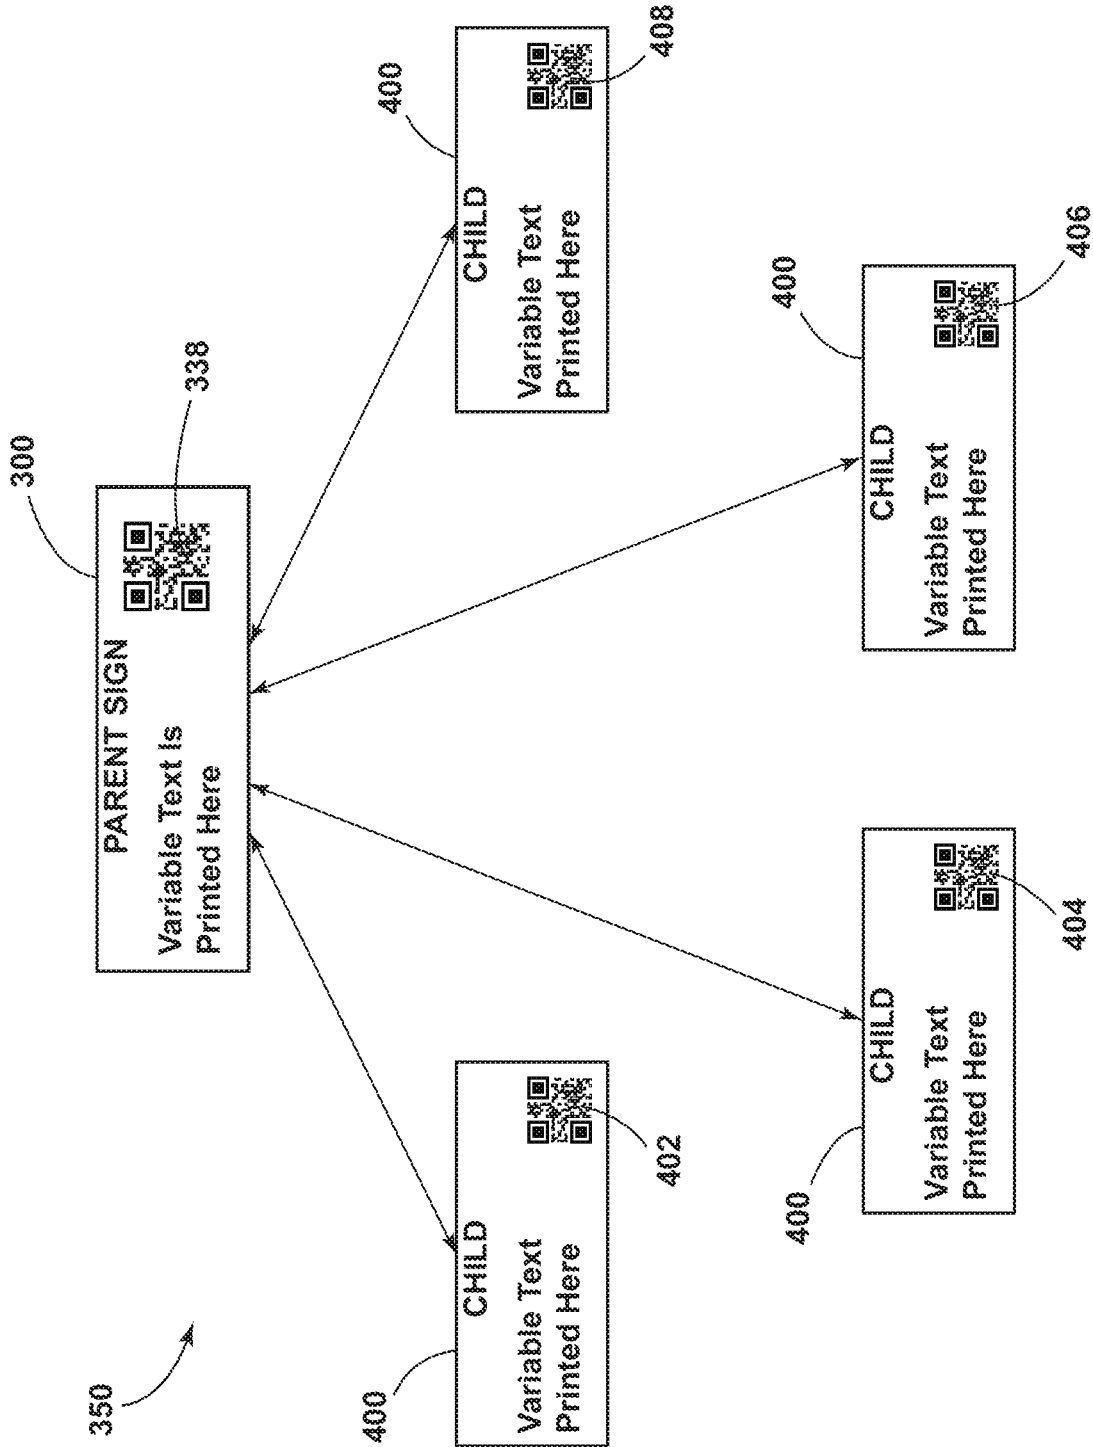 350
300
PARENT SIGN
Variable Text is
Printed Here
338
400
CHILD
Variable Text
Printed Here
402
400
CHILD
Variable Text
Printed Here
408
400
CHILD
Variable Text
Printed Here
404
400
CHILD
Variable Text
Printed Here
406